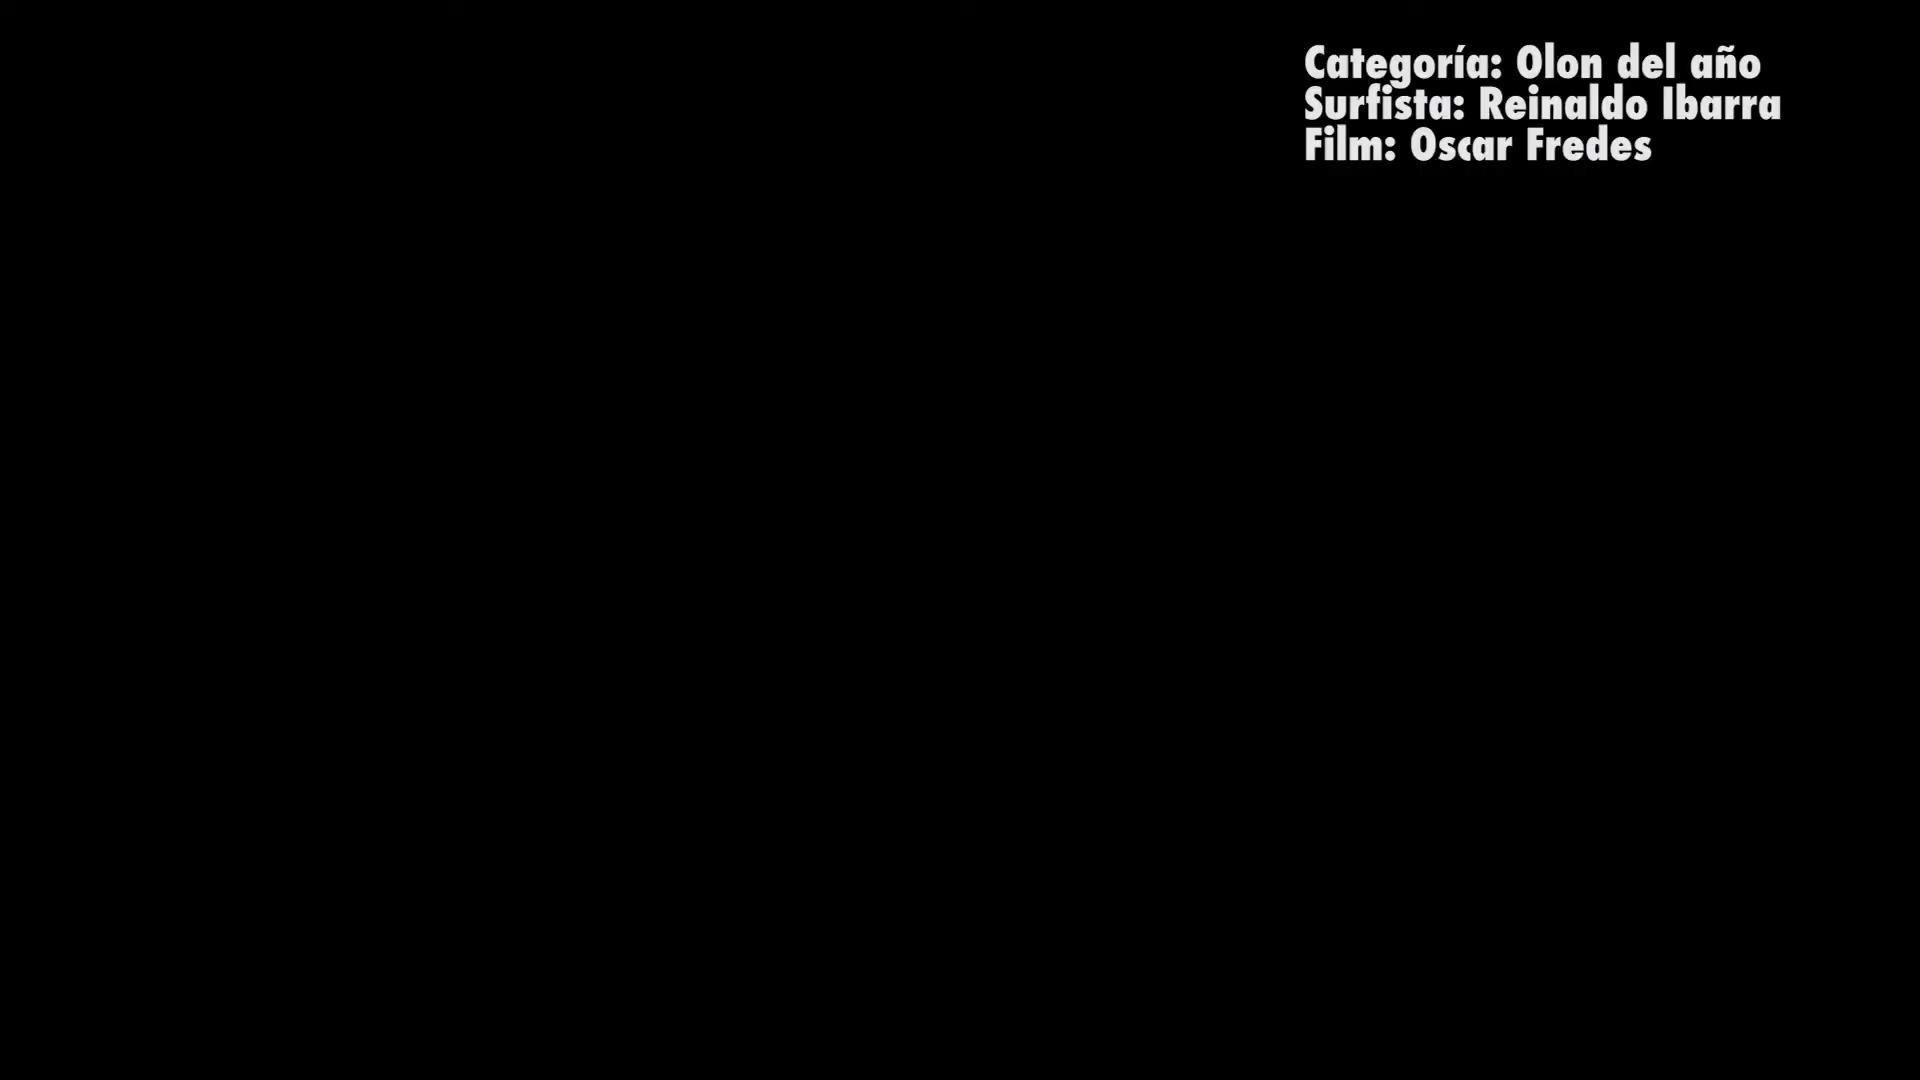 Categoría: Olon del año
Surfista: Reinaldo Ibarra
Film: Oscar Fredes